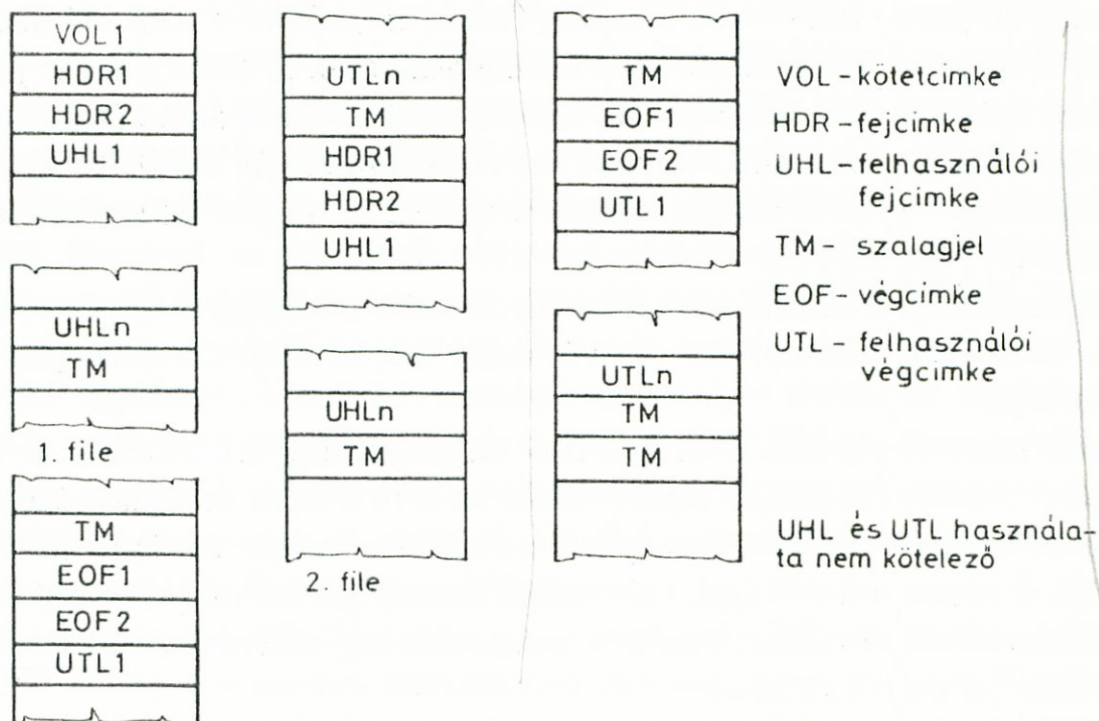 VOL 1
HDR1
HDR2
UHL1
UHLn
TM
1. file
TM
EOF1
EOF2
UTL1
UTLn
TM
HDR1
HDR2
UHL1
UHLn
TM
2. file
TM
EOF1
EOF2
UTL1
UTLn
TM
TM
VOL - kötetcimke
HDR - fejcimke
UHL - felhasználói
fejcimke
TM - szalagjel
EOF - végcimke
UTL - felhasználói
végcimke
UHL és UTL használa-
ta nem kötelező